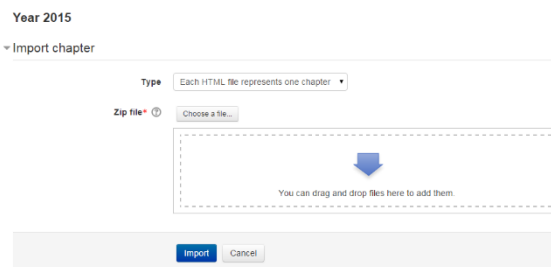 Year 2015
Import chapter
Type Each HTML file represents one chapter
Zip file* Choose a file...
You can drag and drop files here to add them.
Import Cancel